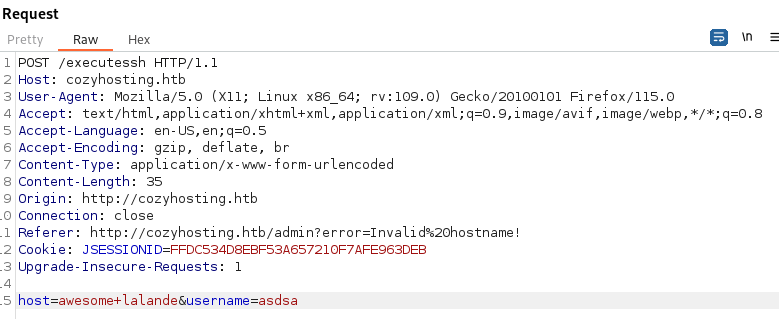 Request
Pretty Raw Hex \n
1 POST /executessh HTTP/1.1
2 Host: cozyhosting.htb
3 User-Agent: Mozilla/5.0 (X11; Linux x86_64; rv:109.0) Gecko/20100101 Firefox/115.0
4 Accept: text/html,application/xhtml+xml,application/xml;q=0.9,image/avif,image/webp,*/*;q=0.8
5 Accept-Language: en-US,en;q=0.5
6 Accept-Encoding: gzip, deflate, br
7 Content-Type: application/x-www-form-urlencoded
8 Content-Length: 35
9 Origin: http://cozyhosting.htb
10 Connection: close
11 Referer: http://cozyhosting.htb/admin?error=Invalid%20hostname!
12 Cookie: JSESSIONID=FFDC534D8EBF53A657210F7AFE963DEB
13 Upgrade-Insecure-Requests: 1
14
15 host=awesome+lalande&username=asdsa